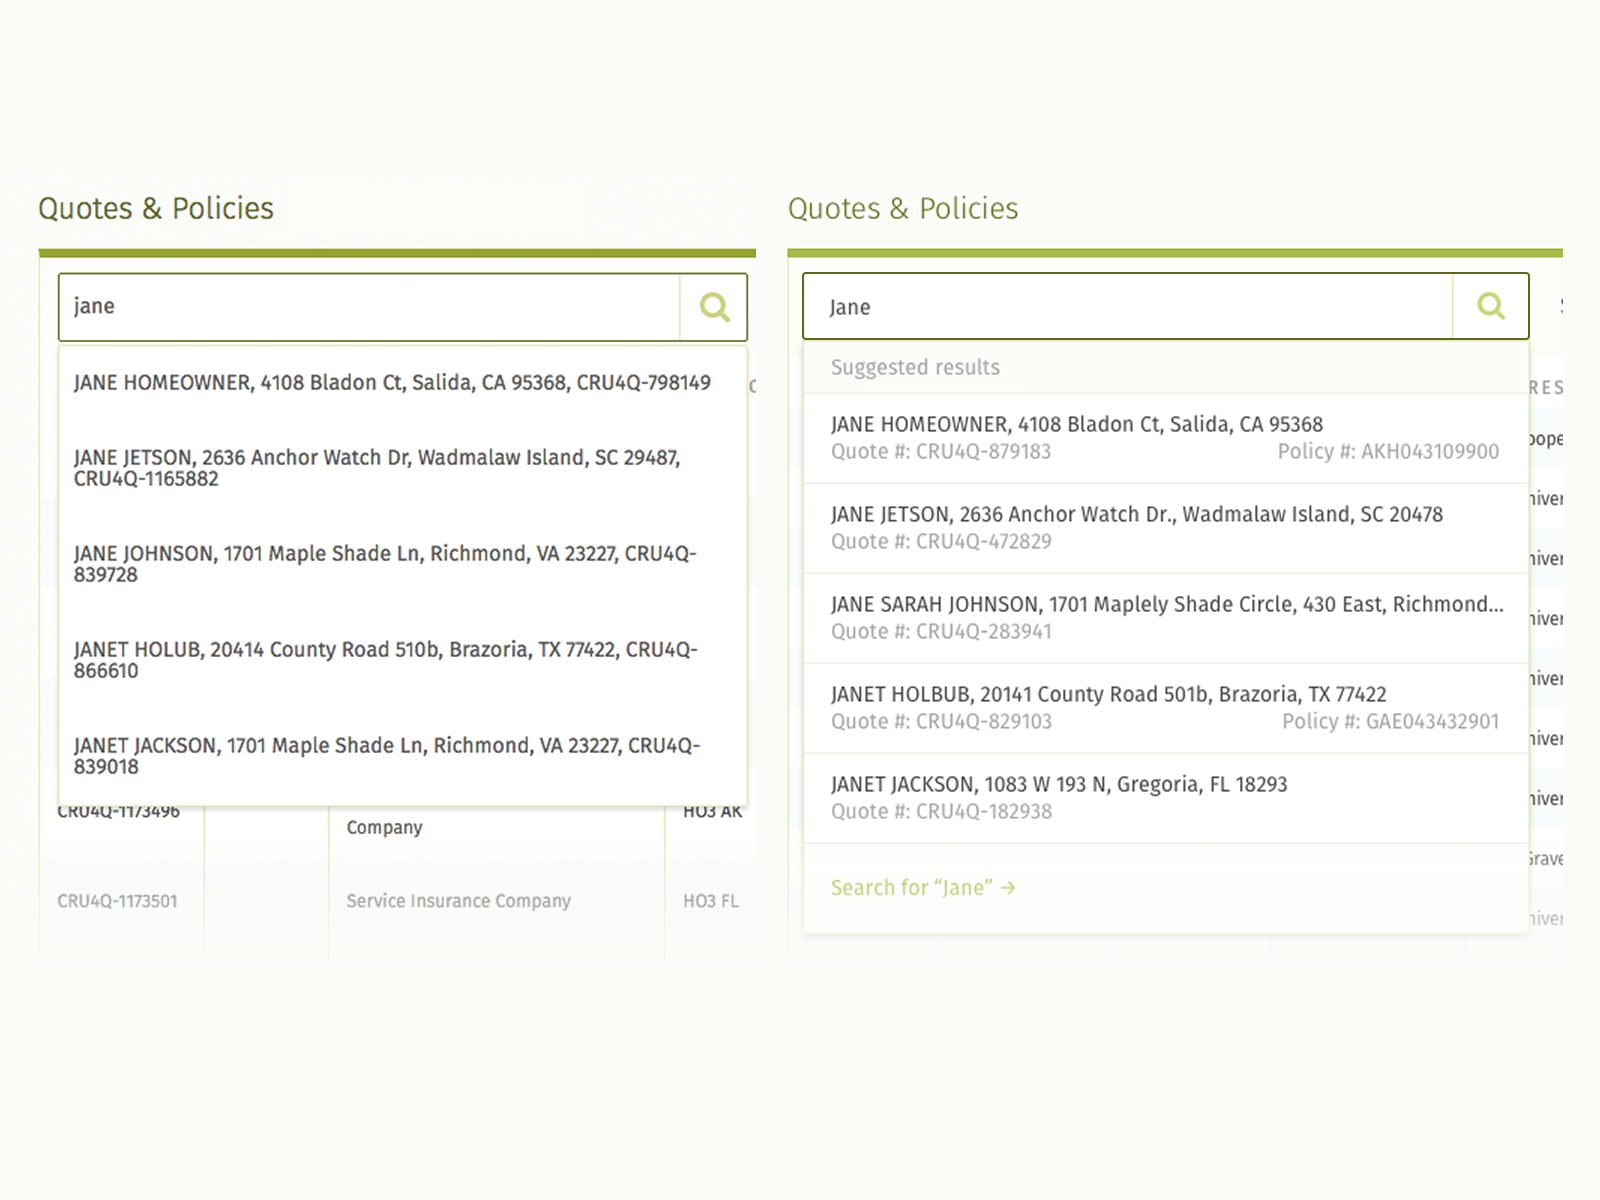 Quotes & Policies
jane
JANE HOMEOWNER, 4108 Bladon Ct, Salida, CA 95368, CRU4Q-798149
JANE JETSON, 2636 Anchor Watch Dr, Wadmalaw Island, SC 29487,
CRU4Q-1165882
JANE JOHNSON, 1701 Maple Shade Ln, Richmond, VA 23227, CRU4Q-
839728
JANET HOLUB, 20414 County Road 510b, Brazoria, TX 77422, CRU4Q-
866610
JANET JACKSON, 1701 Maple Shade Ln, Richmond, VA 23227, CRU4Q-
839018
CRU4Q-1173496
Company
HO3 AK
CRU4Q-1173501
Service Insurance Company
HO3 FL
Quotes & Policies
Jane
Suggested results
JANE HOMEOWNER, 4108 Bladon Ct, Salida, CA 95368
Quote #: CRU4Q-879183
Policy #: AKH043109900
JANE JETSON, 2636 Anchor Watch Dr., Wadmalaw Island, SC 20478
Quote #: CRU4Q-472829
JANE SARAH JOHNSON, 1701 Maplely Shade Circle, 430 East, Richmond...
Quote #: CRU4Q-283941
JANET HOLBUB, 20141 County Road 501b, Brazoria, TX 77422
Quote #: CRU4Q-829103
Policy #: GAE043432901
JANET JACKSON, 1083 W 193 N, Gregoria, FL 18293
Quote #: CRU4Q-182938
Search for “Jane” →